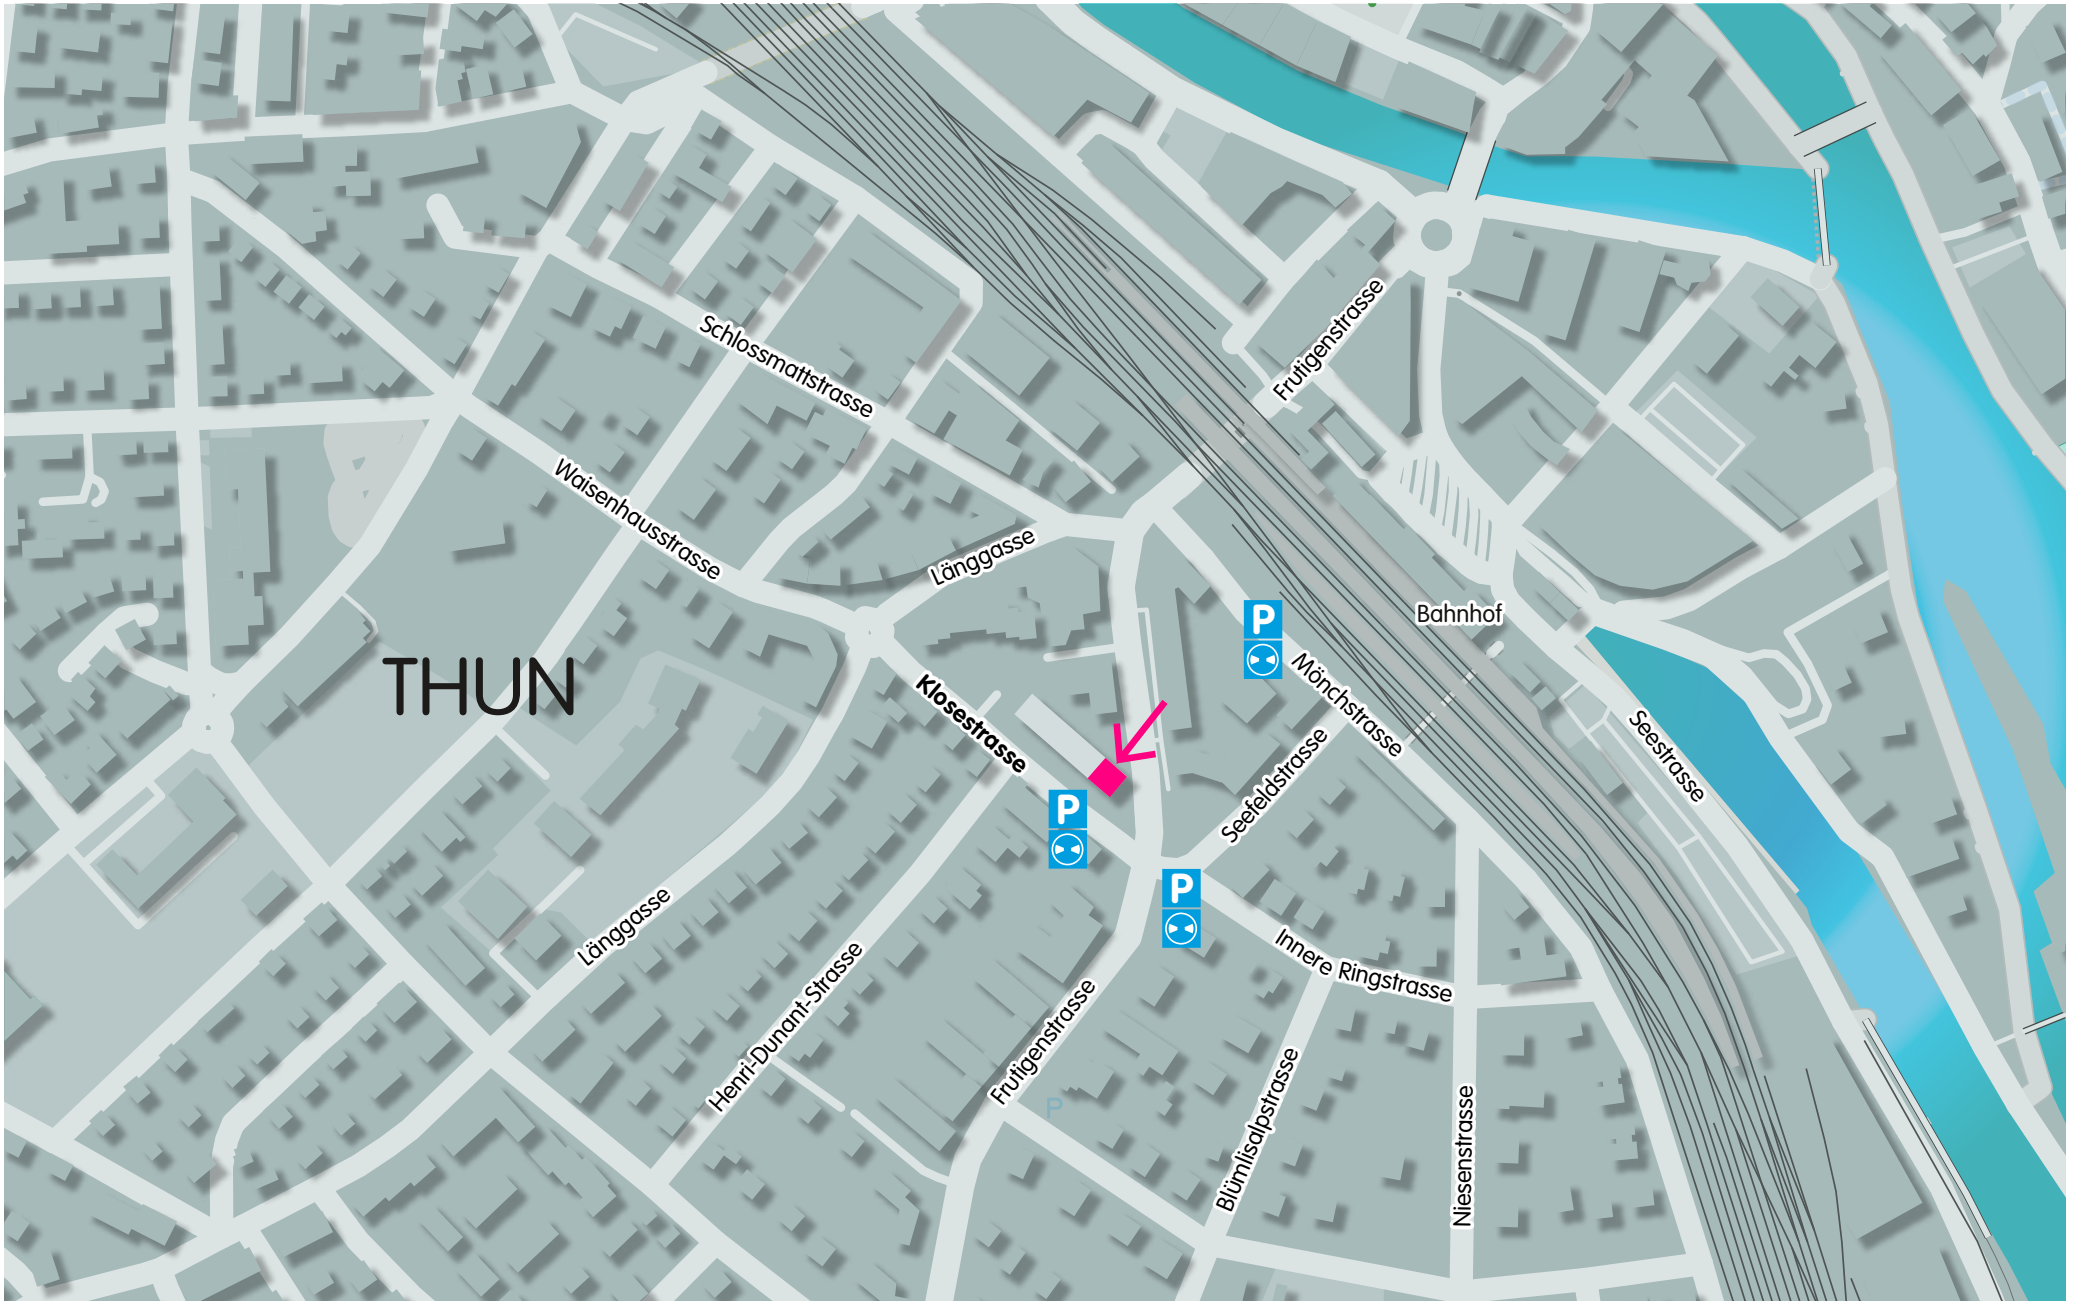 Frutigenstrasse
Schlossmattstrasse
Waisenhausstrasse
Länggasse
Bahnhof
P
THUN
Klosestrasse
Mönchstrasse
Seestrasse
Seefeldstrasse
P
P
Länggasse
Innere Ringstrasse
Henri-Dunant-Strasse
Frutigenstrasse
P
Blümlisalpstrasse
Niesenstrasse